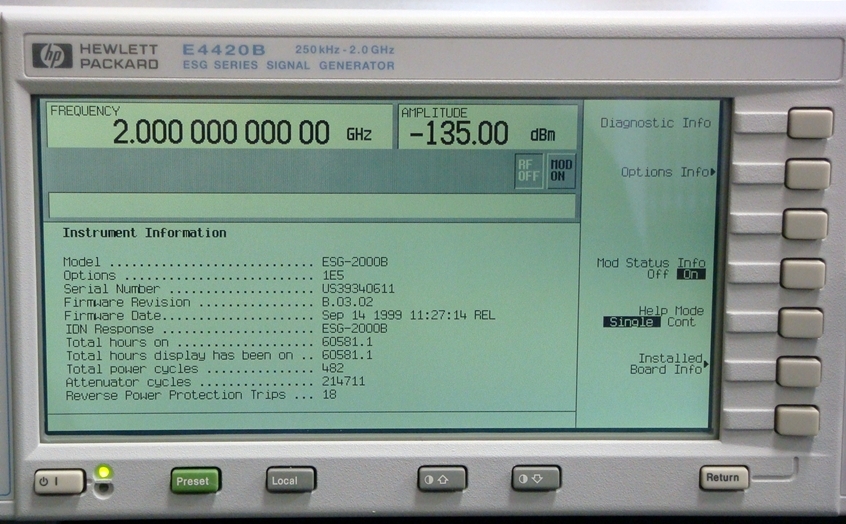 hp HEWLETT PACKARD
E4420B 250kHz - 2.0GHz
ESG SERIES SIGNAL GENERATOR
FREQUENCY
2.000 000 000 00 GHz
AMPLITUDE
-135.00 dBm
RF OFF
MOD ON
Instrument Information
Model ............................. ESG-2000B
Options ........................... 1E5
Serial Number ..................... US39340611
Firmware Revision ................. B.03.02
Firmware Date...................... Sep 14 1999 11:27:14 REL
IDN Response ...................... ESG-2000B
Total hours on .................... 60581.1
Total hours display has been on .. 60581.1
Total power cycles ................ 482
Attenuator cycles ................. 214711
Reverse Power Protection Trips ... 18
Diagnostic Info
Options Info
Mod Status Info
Off On
Help Mode
Single Cont
Installed
Board Info
Preset
Local
Return